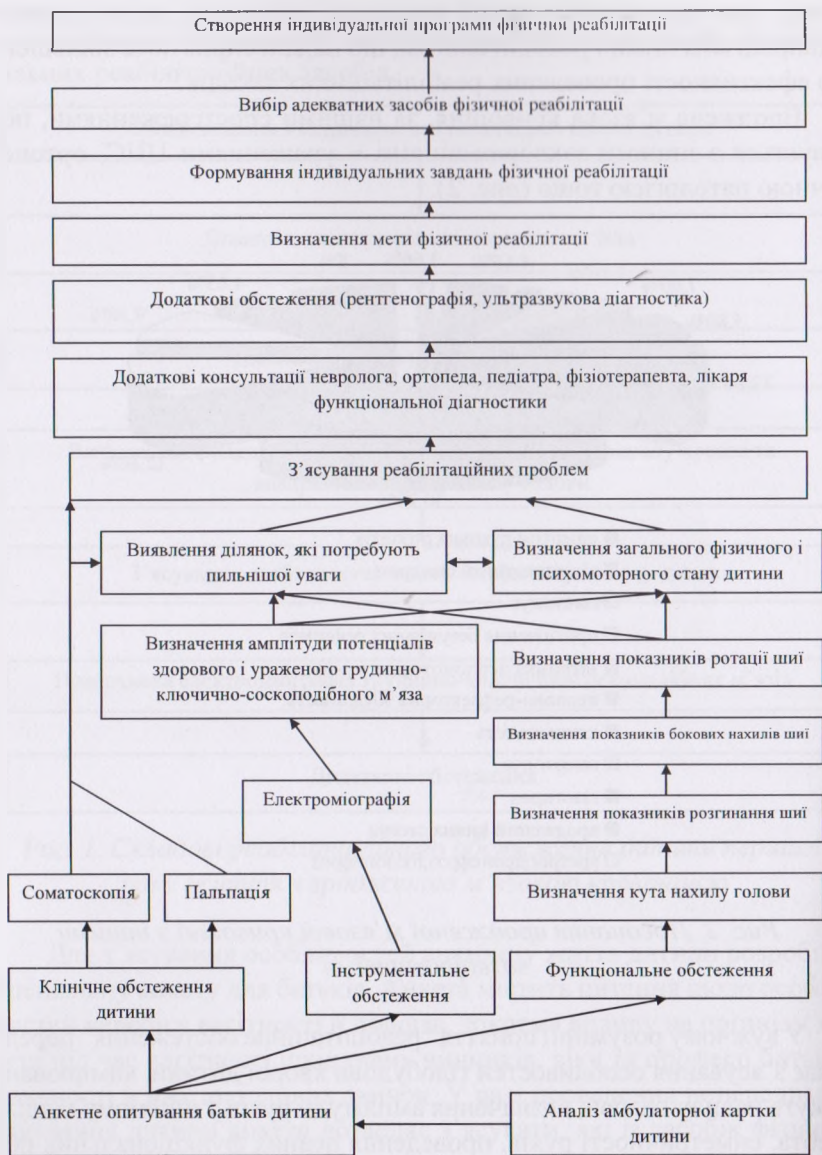 Створення індивідуальної програми фізичної реабілітації
Вибір адекватних засобів фізичної реабілітації
Формування індивідуальних завдань фізичної реабілітації
Визначення мети фізичної реабілітації
Додаткові обстеження (рентгенографія, ультразвукова діагностика)
Додаткові консультації невролога, ортопеда, педіатра, фізіотерапевта, лікаря
функціональної діагностики
З’ясування реабілітаційних проблем
Виявлення ділянок, які потребують
пильнішої уваги
Визначення загального фізичного і
психомоторного стану дитини
Визначення амплітуди потенціалів
здорового і ураженого грудинно-
ключично-соскоподібного м’яза
Визначення показників ротації шиї
Визначення показників бокових нахилів шиї
Електроміографія
Визначення показників розгинання шиї
Соматоскопія
Пальпація
Визначення кута нахилу голови
Клінічне обстеження
дитини
Інструментальне
обстеження
Функціональне обстеження
Анкетне опитування батьків дитини
Аналіз амбулаторної картки
дитини